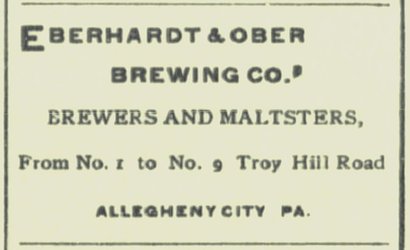 EBERHARDT & OBER
BREWING CO.,
BREWERS AND MALTSTERS,
From No. 1 to No. 9 Troy Hill Road
ALLEGHENY CITY PA.